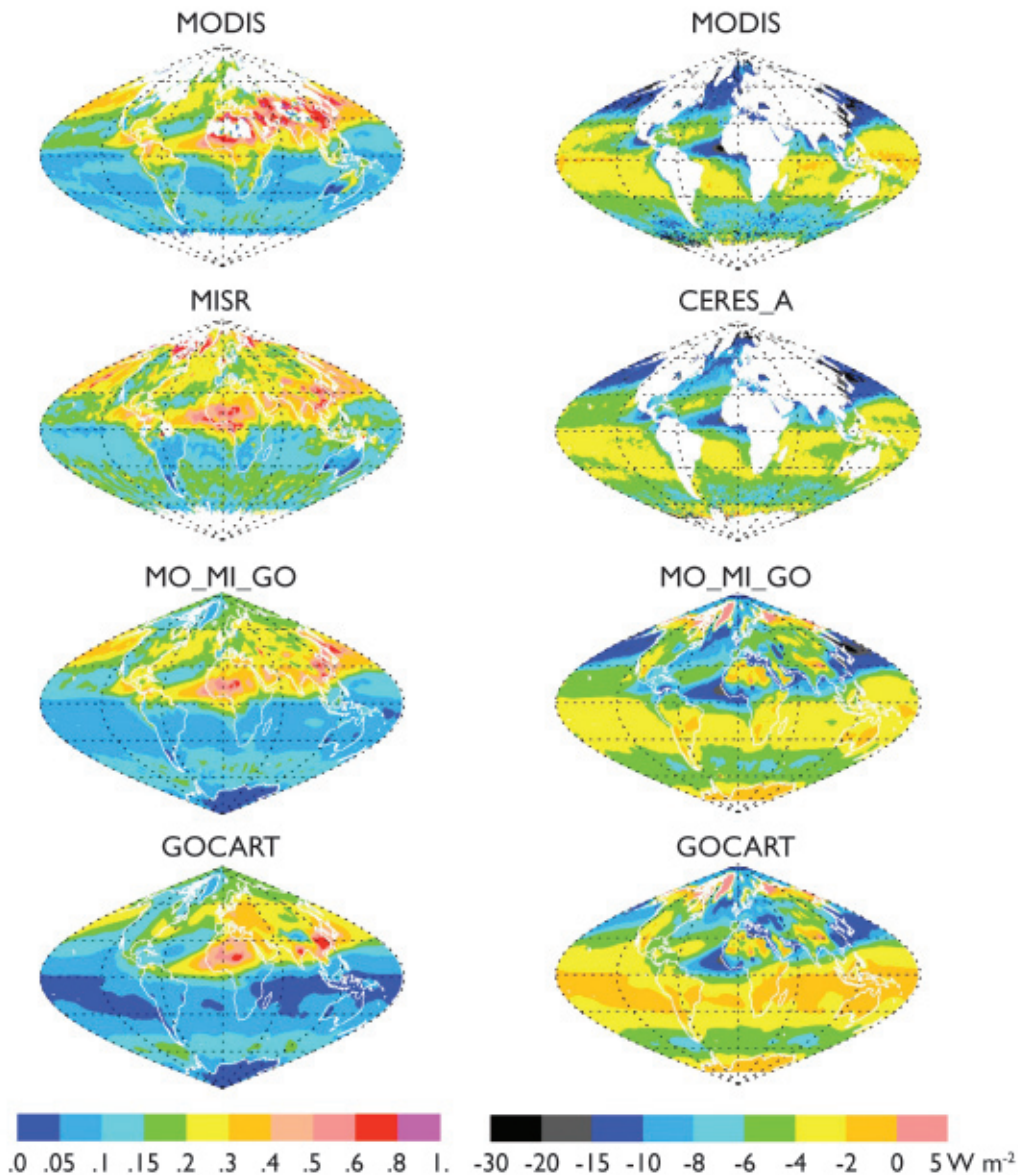 MODIS MODIS
MISR CERES_A
MO_MI_GO MO_MI_GO
GOCART GOCART
.0 .05 .1 .15 .2 .3 .4 .5 .6 .8 1. -30 -20 -15 -10 -8 -6 -4 -2 0 5 W m-2